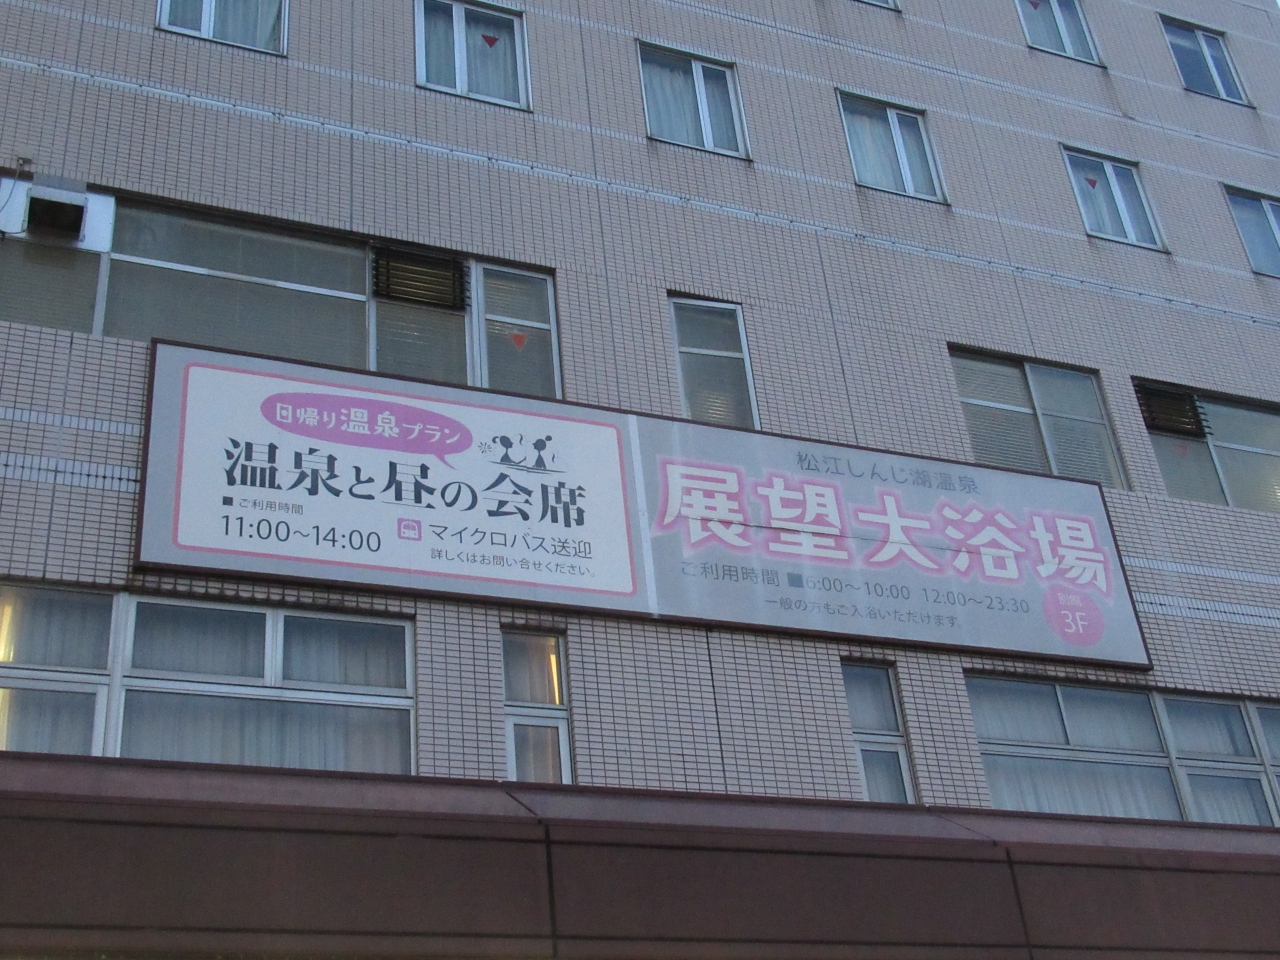 日帰り温泉プラン
温泉と昼の会席
■ご利用時間
11:00～14:00
マイクロバス送迎
詳しくはお問い合せください。
松江しんじ湖温泉
展望大浴場
ご利用時間 ■6:00～10:00 12:00～23:30
一般の方もご入浴いただけます。
別館
3F